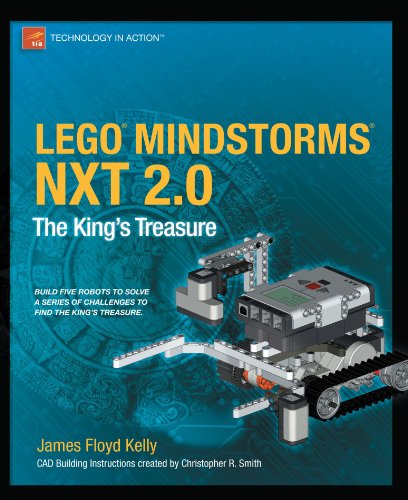 tia
TECHNOLOGY IN ACTION™
LEGO® MINDSTORMS®
NXT 2.0
The King's Treasure
BUILD FIVE ROBOTS TO SOLVE
A SERIES OF CHALLENGES TO
FIND THE KING'S TREASURE.
James Floyd Kelly
CAD Building Instructions created by Christopher R. Smith